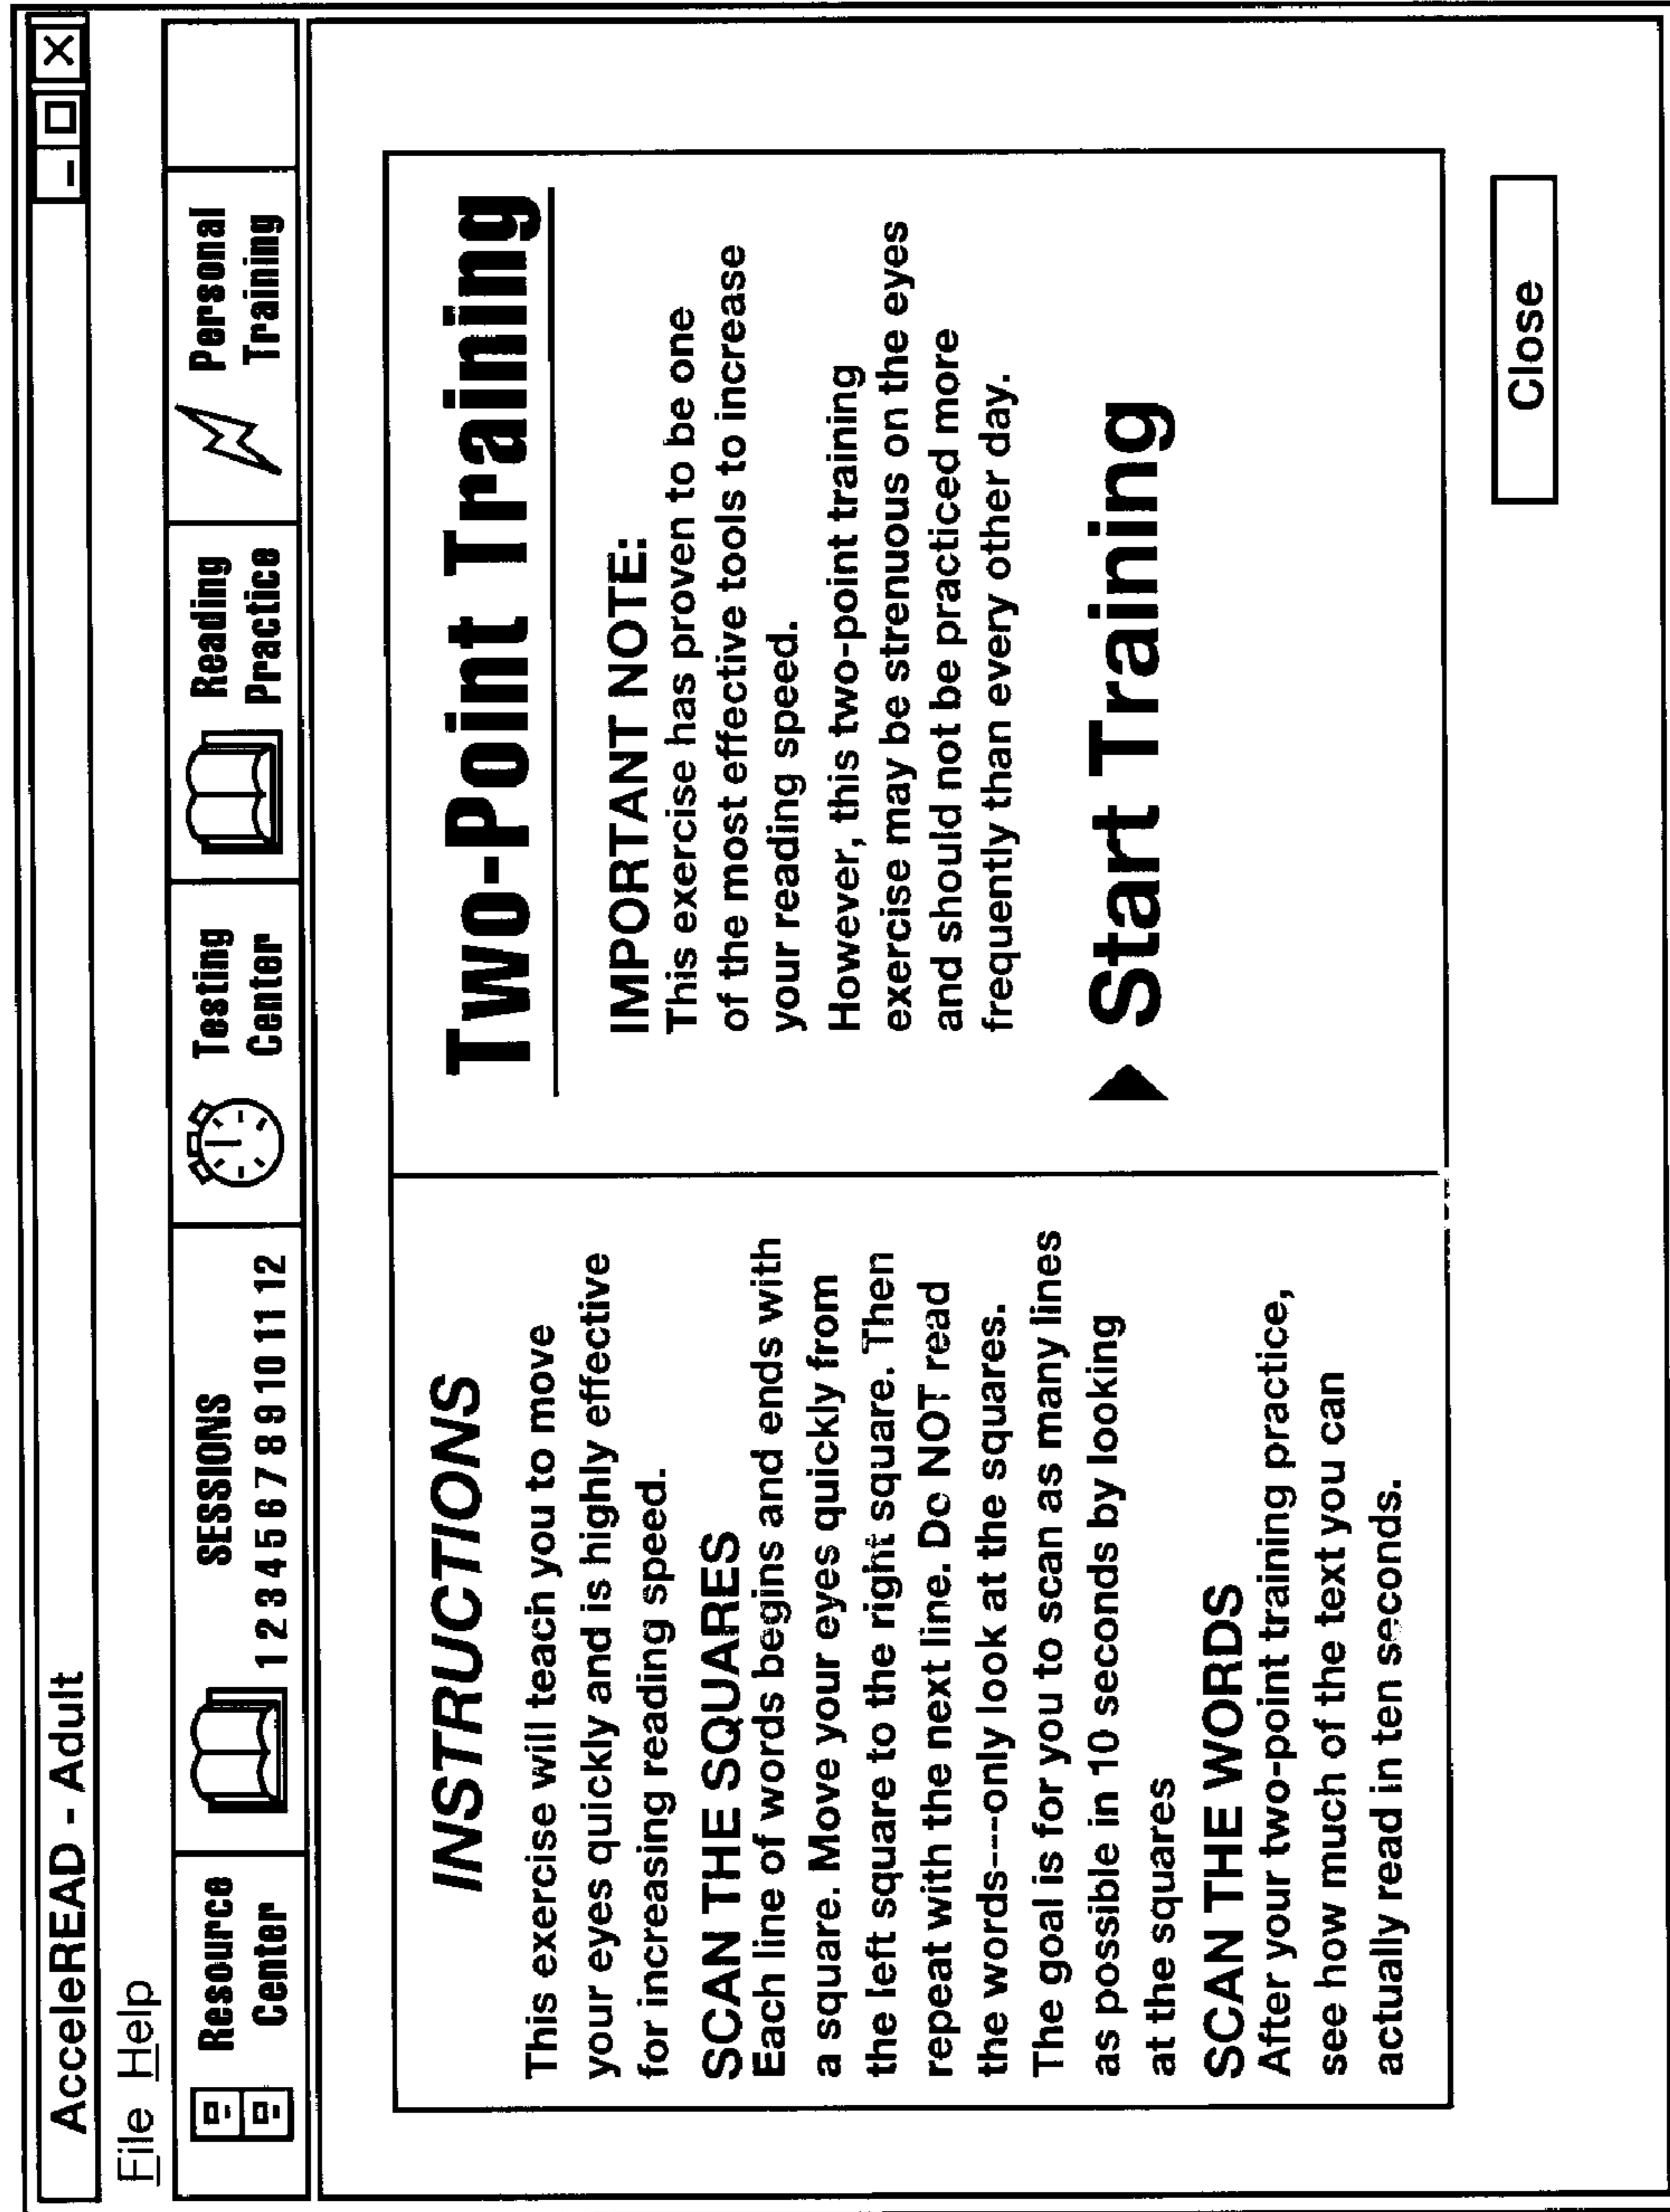 AcceleREAD - Adult
File Help
Resource
Center
SESSIONS
1 2 3 4 5 6 7 8 9 10 11 12
Testing
Center
Reading
Practice
Personal
Training
INSTRUCTIONS
This exercise will teach you to move
your eyes quickly and is highly effective
for increasing reading speed.
SCAN THE SQUARES
Each line of words begins and ends with
a square. Move your eyes quickly from
the left square to the right square. Then
repeat with the next line. Do NOT read
the words---only look at the squares.
The goal is for you to scan as many lines
as possible in 10 seconds by looking
at the squares
SCAN THE WORDS
After your two-point training practice,
see how much of the text you can
actually read in ten seconds.
Two-Point Training
IMPORTANT NOTE:
This exercise has proven to be one
of the most effective tools to increase
your reading speed.
However, this two-point training
exercise may be strenuous on the eyes
and should not be practiced more
frequently than every other day.
Start Training
Close